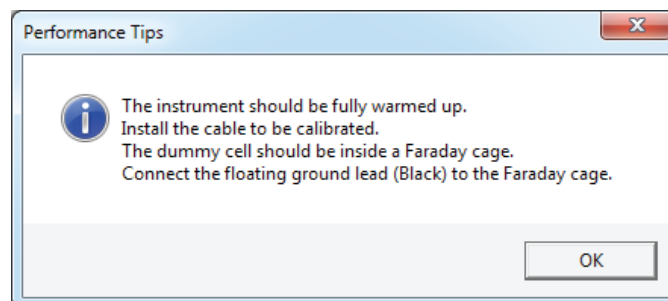 Performance Tips
The instrument should be fully warmed up.
Install the cable to be calibrated.
The dummy cell should be inside a Faraday cage.
Connect the floating ground lead (Black) to the Faraday cage.
OK